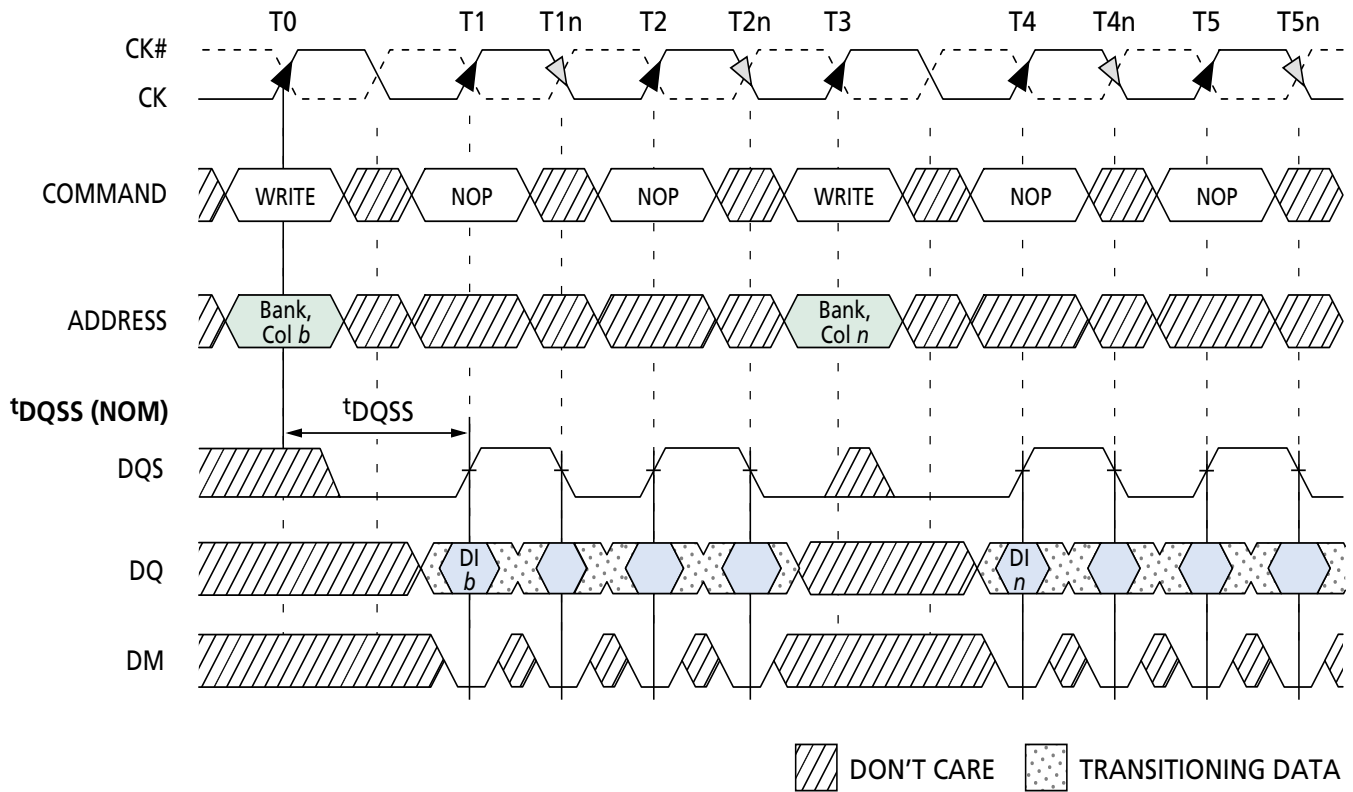 T0 T1 T1n T2 T2n T3 T4 T4n T5 T5n
CK#
CK
COMMAND WRITE NOP NOP WRITE NOP NOP
ADDRESS Bank, Col b Bank, Col n
tDQSS (NOM) tDQSS
DQS
DQ DI b DI n
DM
DON'T CARE TRANSITIONING DATA